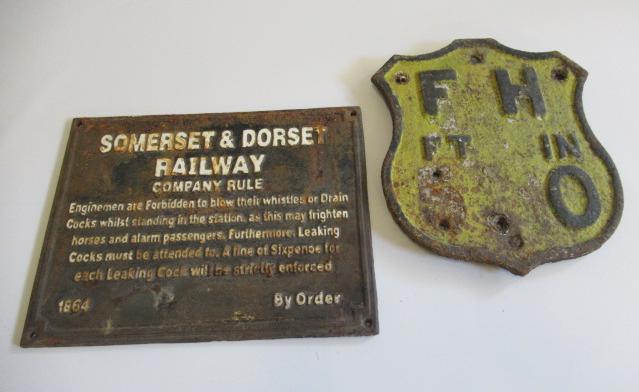 SOMERSET & DORSET
RAILWAY
COMPANY RULE
Enginemen are Forbidden to blow their whistles or Drain
Cocks whilst standing in the station, as this may frighten
horses and alarm passengers. Furthermore, Leaking
Cocks must be attended to. A fine of Sixpence for
each Leaking Cock will be strictly enforced
1864 By Order
F H
FT IN
0